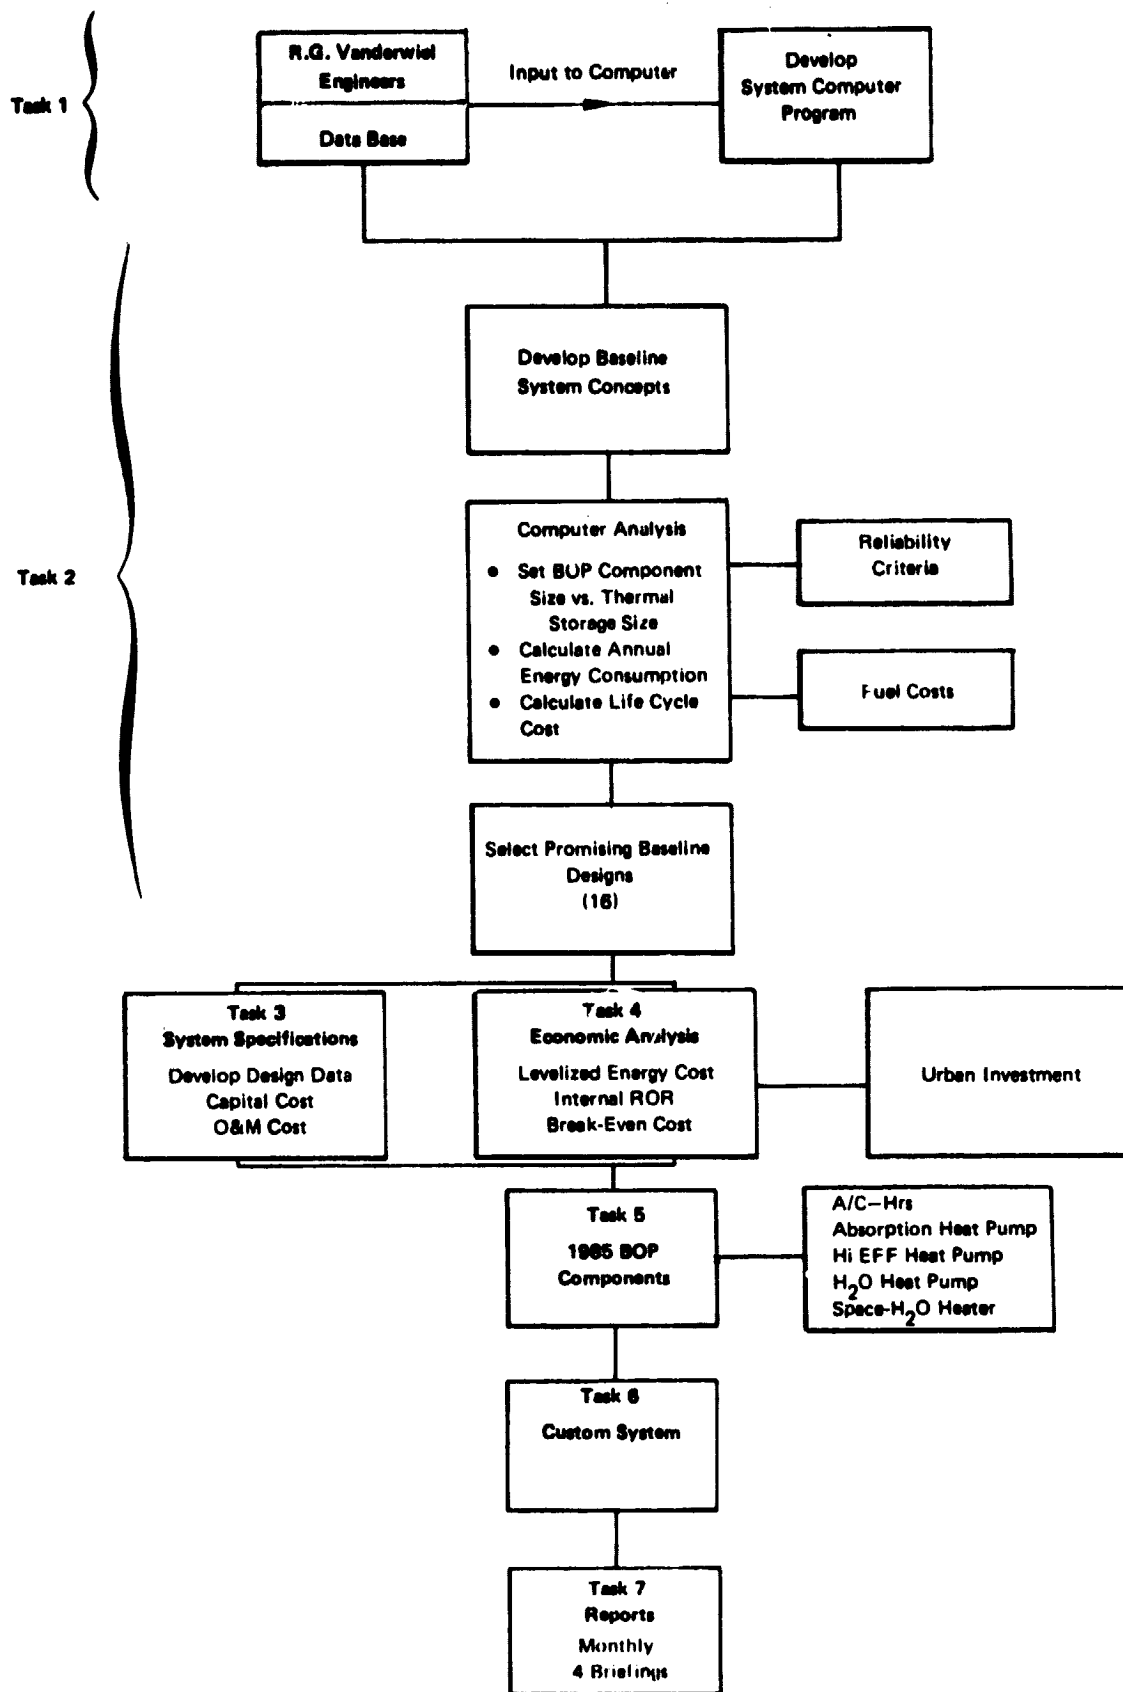 Task 1
R.G. Vanderwiel
Engineers
Data Base
Input to Computer
Develop
System Computer
Program
Task 2
Develop Baseline
System Concepts
Computer Analysis
• Set BOP Component
Size vs. Thermal
Storage Size
• Calculate Annual
Energy Consumption
• Calculate Life Cycle
Cost
Reliability
Criteria
Fuel Costs
Select Promising Baseline
Designs
(16)
Task 3
System Specifications
Develop Design Data
Capital Cost
O&M Cost
Task 4
Economic Analysis
Levelized Energy Cost
Internal ROR
Break-Even Cost
Urban Investment
Task 5
1985 BOP
Components
A/C–Hrs
Absorption Heat Pump
Hi EFF Heat Pump
H2O Heat Pump
Space-H2O Heater
Task 6
Custom System
Task 7
Reports
Monthly
4 Briefings